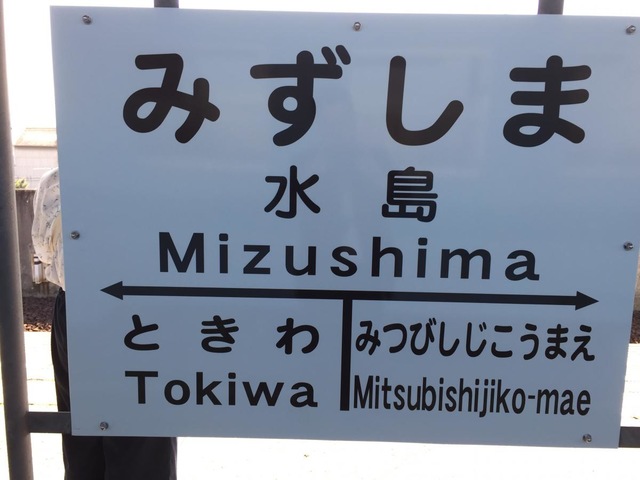 みずしま
水島
Mizushima
ときわ
Tokiwa
みつびしじこうまえ
Mitsubishijiko-mae